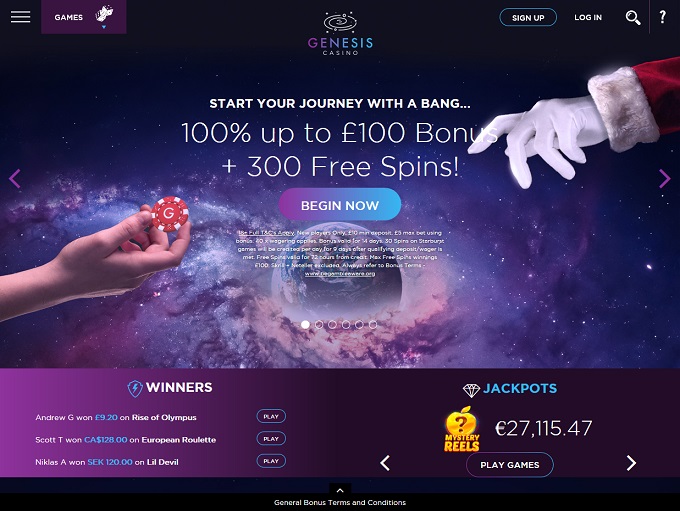 GAMES
GENESIS
CASINO
SIGN UP
LOG IN
?
START YOUR JOURNEY WITH A BANG...
100% up to £100 Bonus
+ 300 Free Spins!
BEGIN NOW
G
18+ Full T&C's Apply. New players Only, £10 min deposit, £5 max bet using
bonus. 40 x wagering applies. Bonus valid for 14 days. 30 Spins on Starburst
games will be credited per day for 9 days after qualifying deposit/wager is
met. Free Spins valid for 72 hours from credit. Max Free Spins winnings
£100. Skrill + Neteller excluded. Always refer to Bonus Terms -
www.begambleaware.org
WINNERS
Andrew G won £9.20 on Rise of Olympus
PLAY
Scott T won CA$128.00 on European Roulette
PLAY
Niklas A won SEK 120.00 on Lil Devil
PLAY
JACKPOTS
?
MYSTERY
REELS
€27,115.47
PLAY GAMES
General Bonus Terms and Conditions